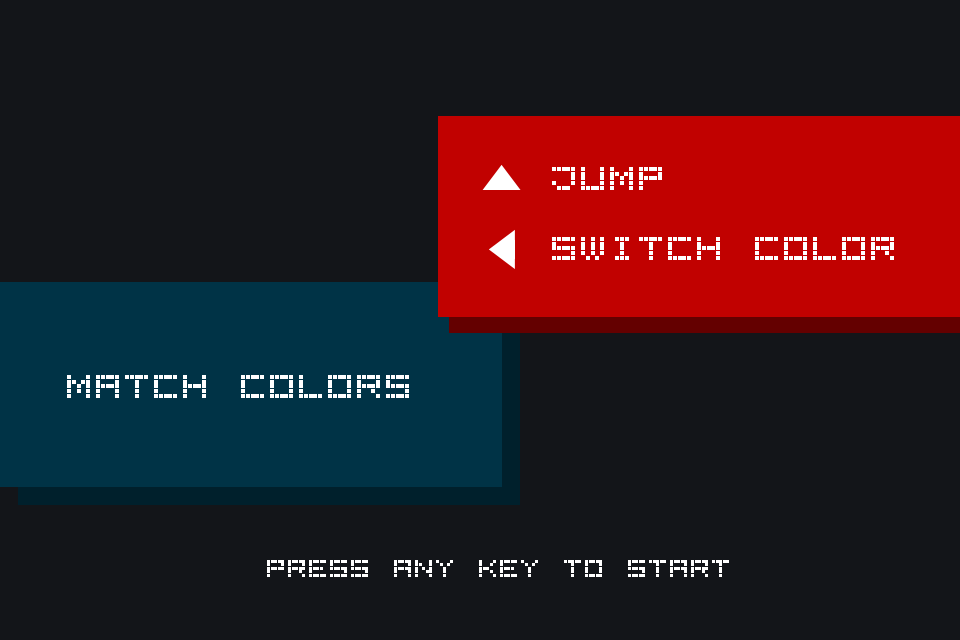 JUMP
SWITCH COLOR
MATCH COLORS
PRESS ANY KEY TO START